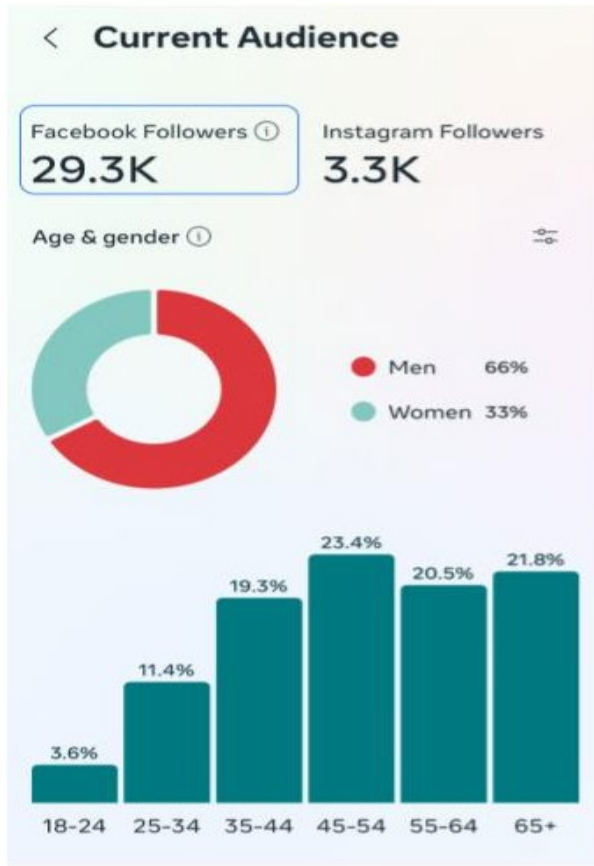 Current Audience
Facebook Followers
Instagram Followers
29.3K
3.3K
Age & gender
Men 66%
Women 33%
23.4%
21.8%
20.5%
19.3%
11.4%
3.6%
18-24 25-34 35-44 45-54 55-64 65+